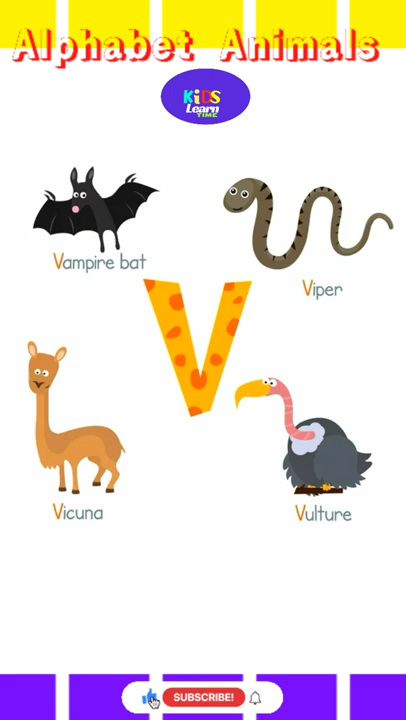 Alphabet Animals
KiDS
Learn
TIME
Vampire bat
Viper
V
Vicuna
Vulture
SUBSCRIBE!